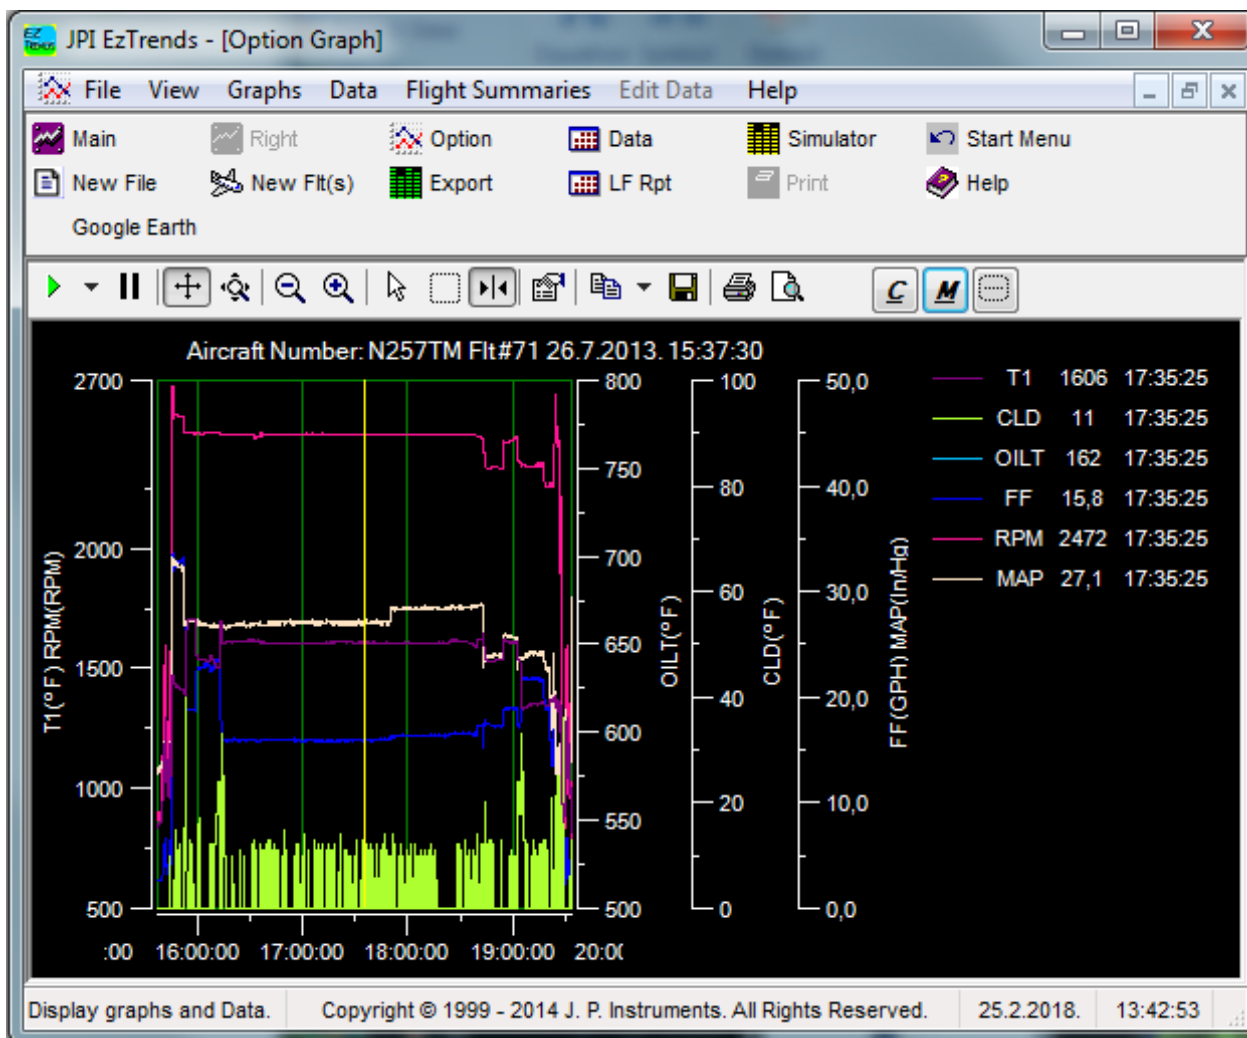 EZ Trends JPI EzTrends - [Option Graph]
File View Graphs Data Flight Summaries Edit Data Help
Main Right Option Data Simulator Start Menu
New File New Flt(s) Export LF Rpt Print Help
Google Earth
C M
Aircraft Number: N257TM Flt#71 26.7.2013. 15:37:30
2700 800 100 50,0 T1 1606 17:35:25
CLD 11 17:35:25
750
OILT 162 17:35:25
80 40,0
FF 15,8 17:35:25
2000 700 RPM 2472 17:35:25
60 30,0 MAP 27,1 17:35:25
1500 650
40 20,0
600
1000 20 10,0
550
500 500 0 0,0
T1(°F) RPM(RPM)
OILT(°F)
CLD(°F)
FF(GPH) MAP(In/Hg)
:00 16:00:00 17:00:00 18:00:00 19:00:00 20:0
Display graphs and Data. Copyright © 1999 - 2014 J. P. Instruments. All Rights Reserved. 25.2.2018. 13:42:53